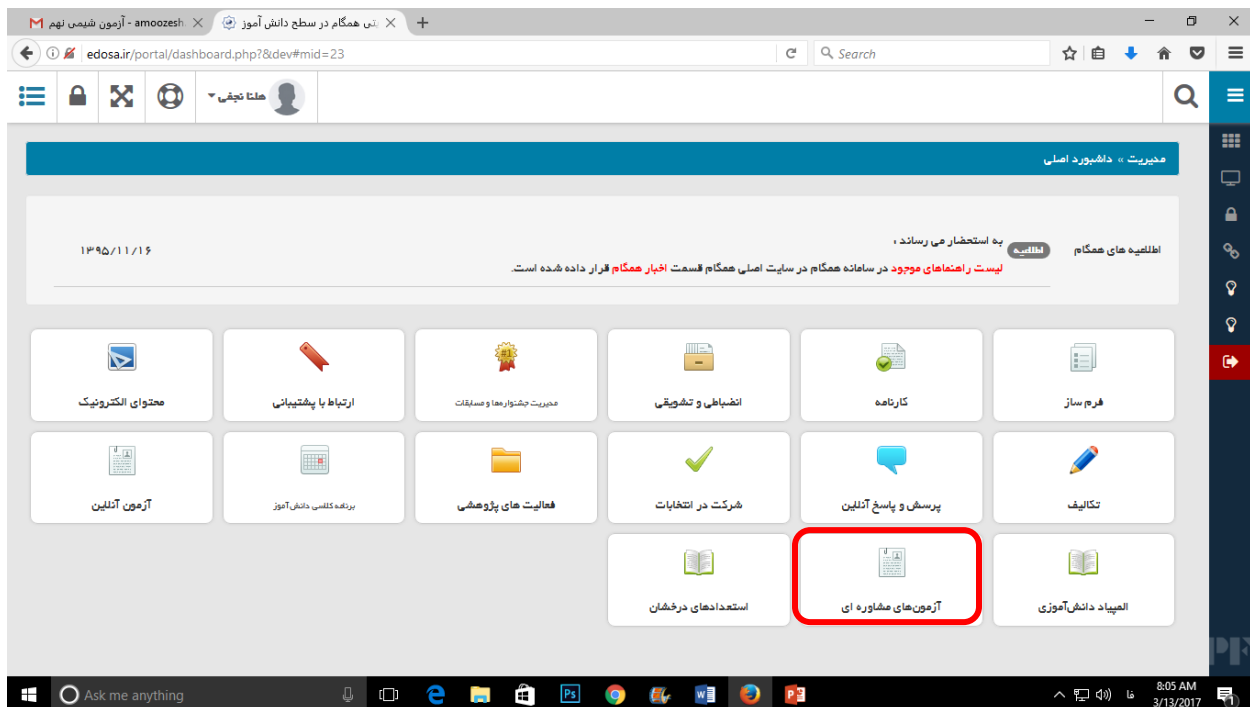 amoozesh - آزمون شیمی نهم
یتی همگام در سطح دانش آموز
edosa.ir/portal/dashboard.php?&dev#mid=23
Search
هلنا نجفی
مدیریت » داشبورد اصلی
اطلاعیه های همگام
اطلاعیه
به استحضار می رساند ،
۱۳۹۵/۱۱/۱۶
لیست راهنماهای موجود در سامانه همگام در سایت اصلی همگام قسمت اخبار همگام قرار داده شده است.
#1
فرم ساز
کارنامه
انضباطی و تشویقی
مدیریت جشنواره‌ها و مسابقات
ارتباط با پشتیبانی
محتوای الکترونیک
تکالیف
پرسش و پاسخ آنلاین
شرکت در انتخابات
فعالیت های پژوهشی
برنامه کلاسی دانش آموز
آزمون آنلاین
المپیاد دانش‌آموزی
آزمون‌های مشاوره ای
استعدادهای درخشان
Ask me anything
Ps
فا
8:05 AM
3/13/2017